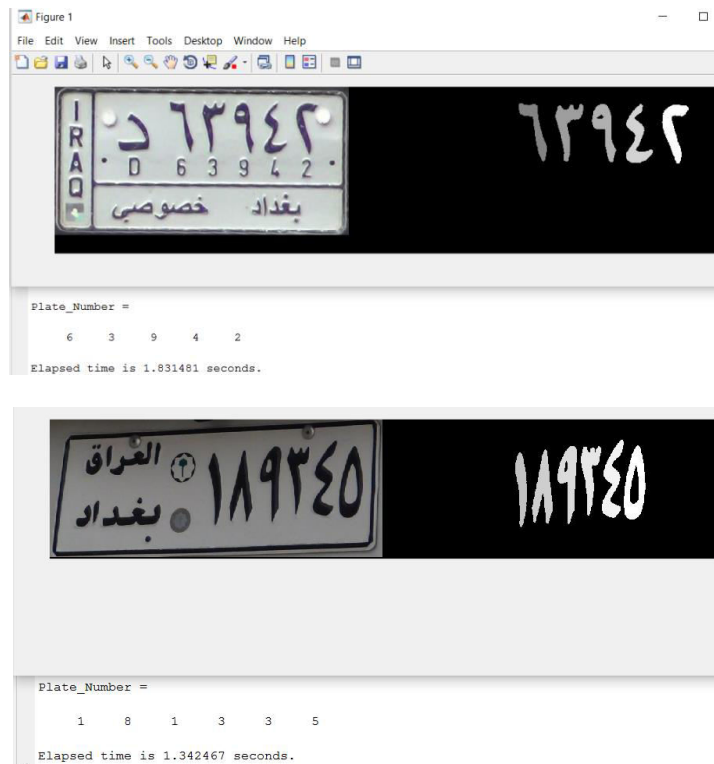 Figure 1
File Edit View Insert Tools Desktop Window Help
IRAQ
د ٦٣٩٤٢
D 6 3 9 4 2
بغداد خصوصي
٦٣٩٤٢
Plate_Number =
6 3 9 4 2
Elapsed time is 1.831481 seconds.
العراق
بغداد
١٨٩٣٤٥
١٨٩٣٤٥
Plate_Number =
1 8 1 3 3 5
Elapsed time is 1.342467 seconds.